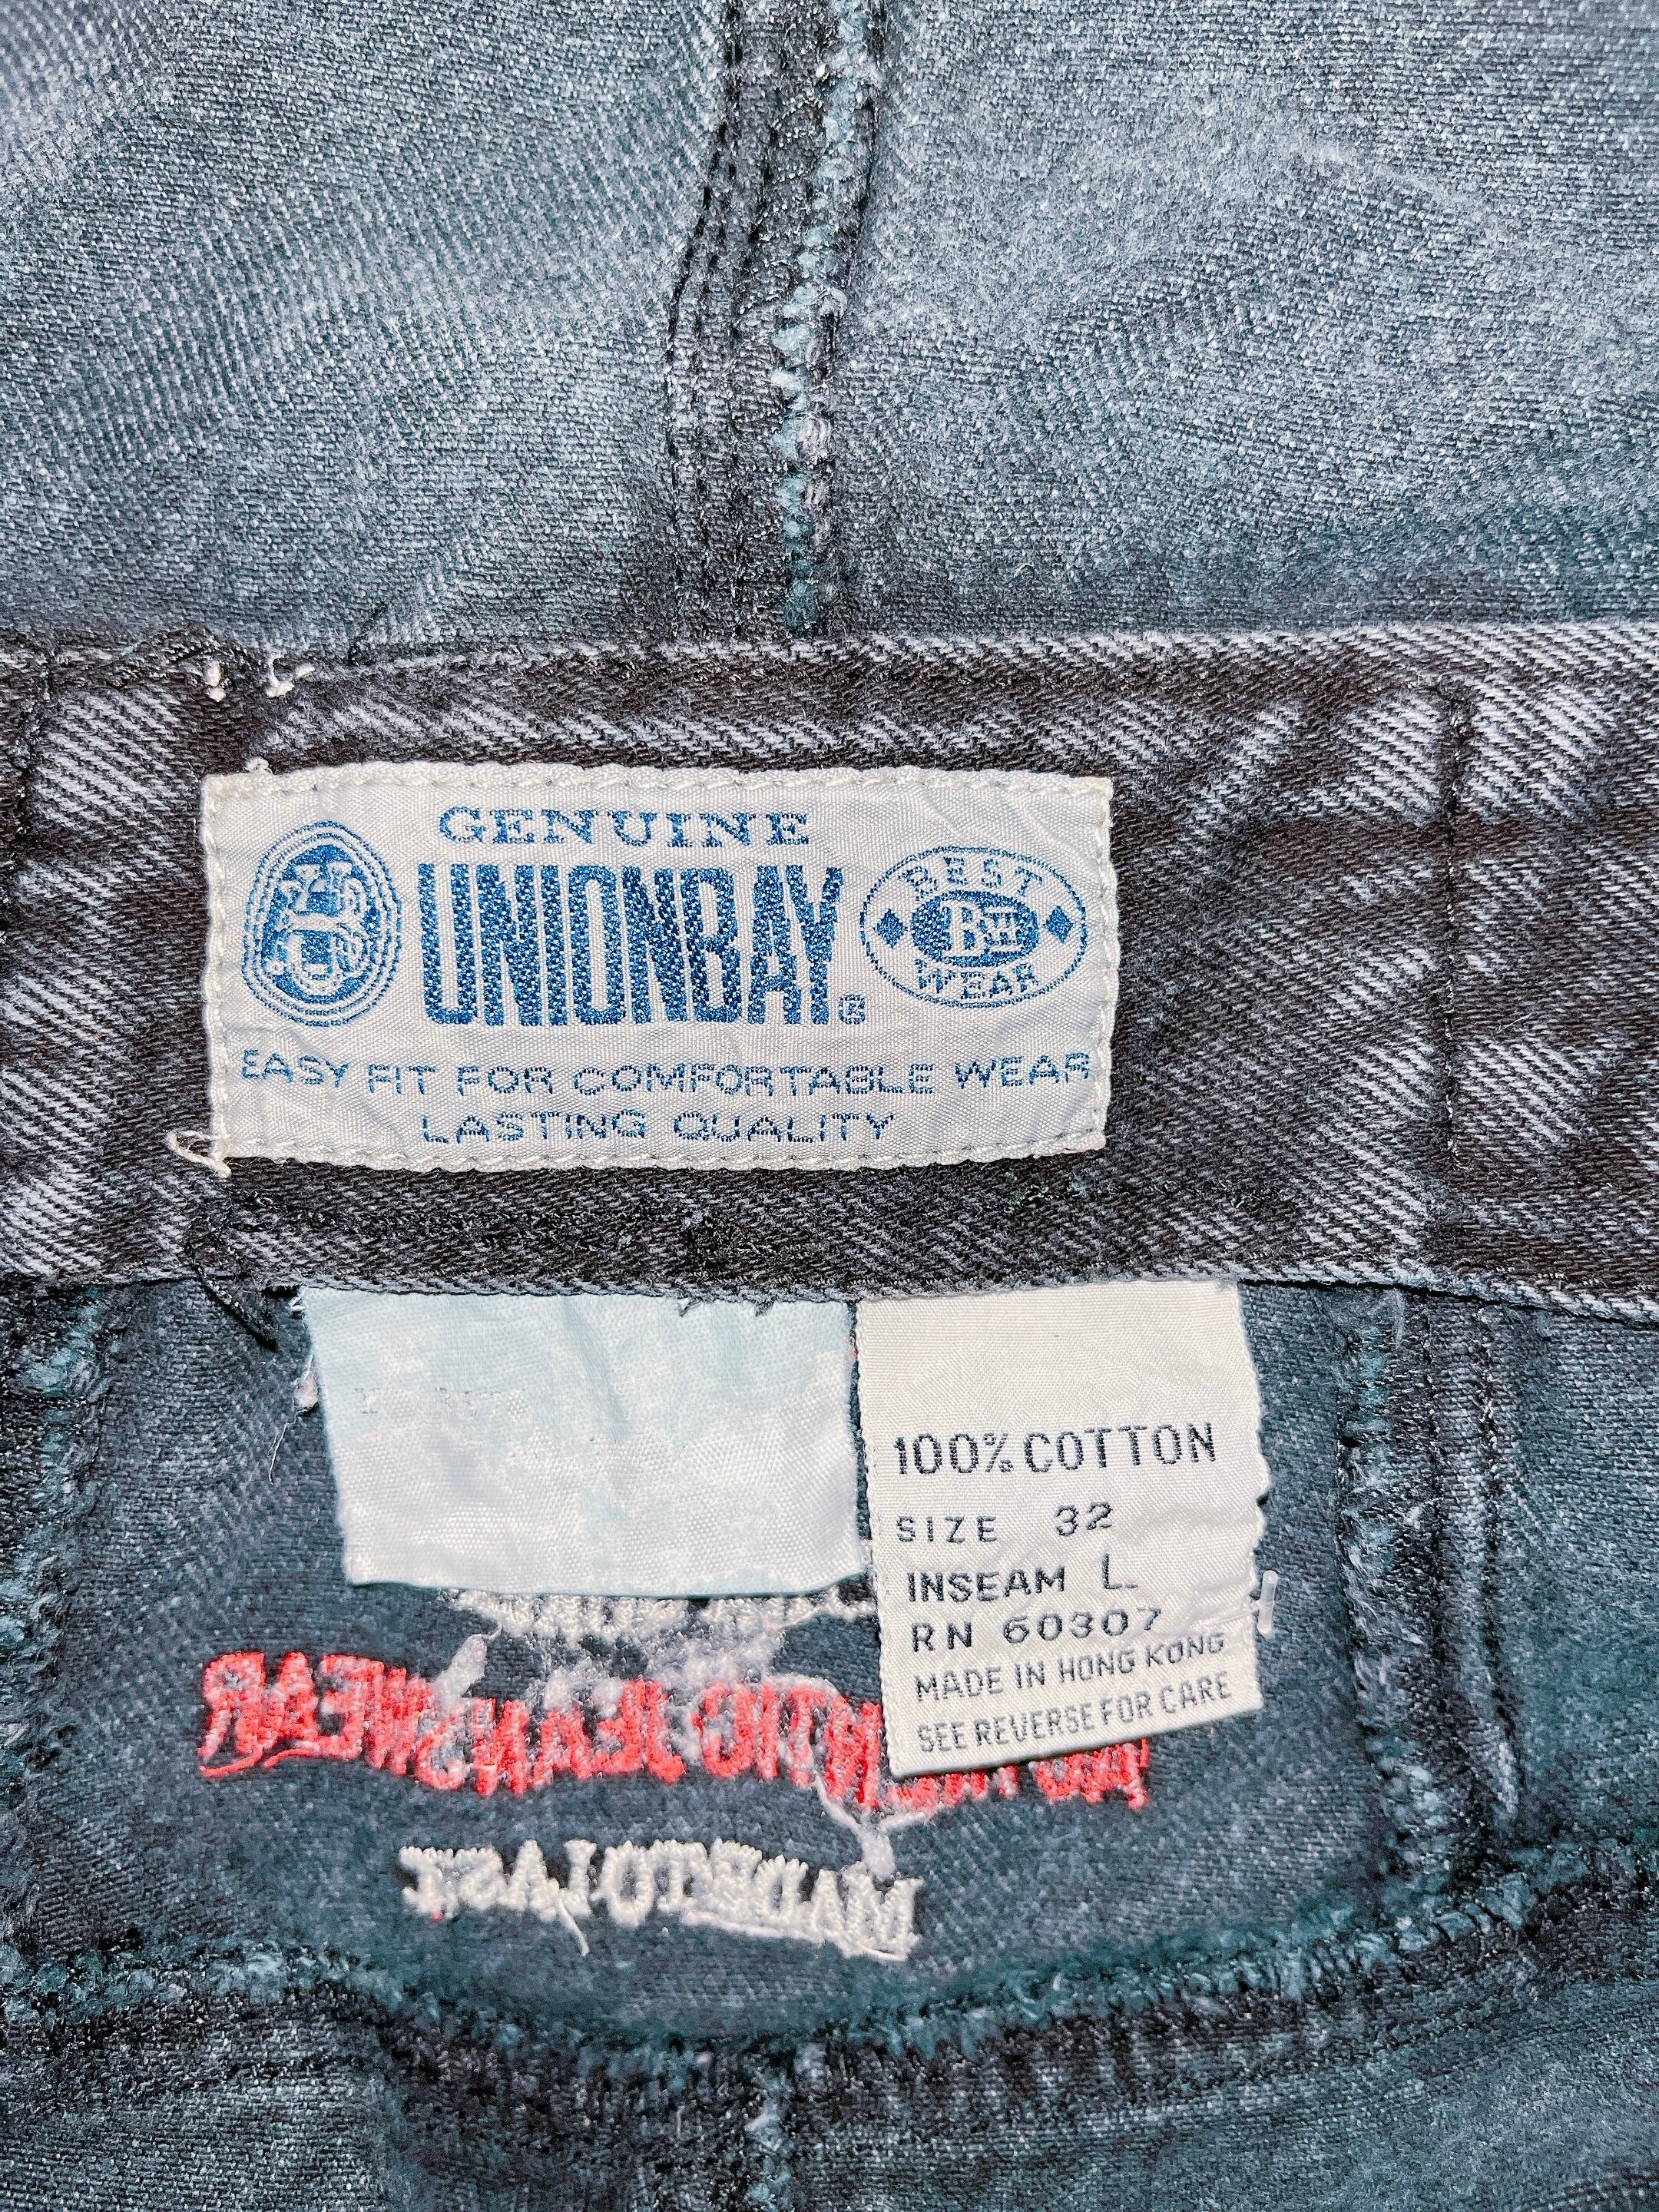 GENUINE
UNIONBAY®
BEST
BW
WEAR
EASY FIT FOR COMFORTABLE WEAR
LASTING QUALITY
100% COTTON
SIZE 32
INSEAM L.
RN 60307
MADE IN HONG KONG
SEE REVERSE FOR CARE